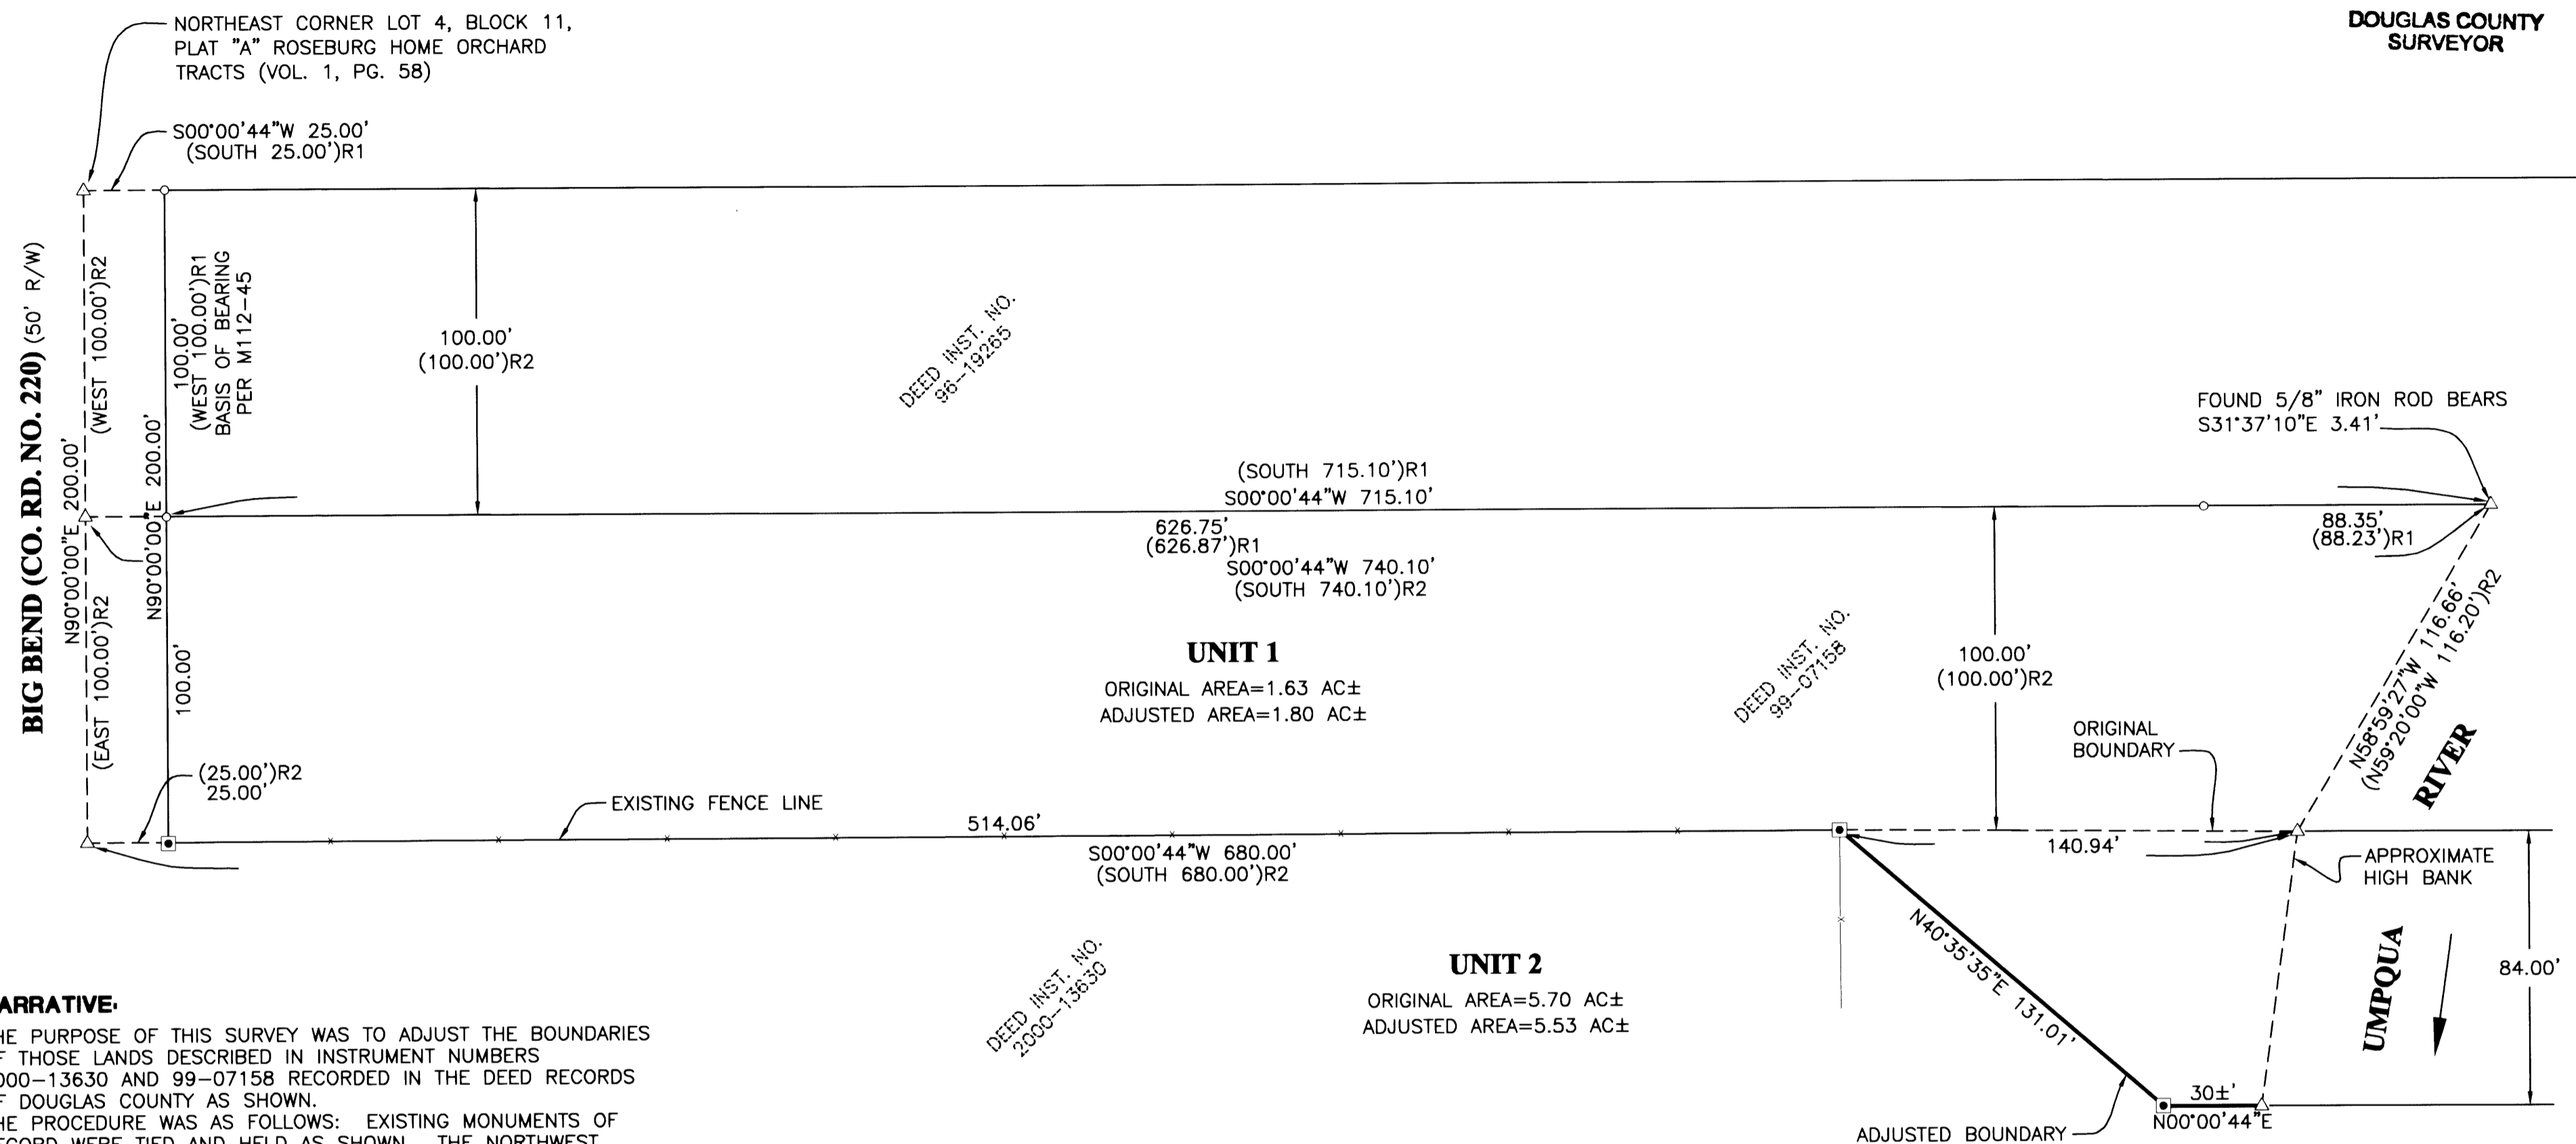 NORTHEAST CORNER LOT 4, BLOCK 11,
PLAT "A" ROSEBURG HOME ORCHARD
TRACTS (VOL. 1, PG. 58)
DOUGLAS COUNTY
SURVEYOR
S00°00'44"W 25.00'
(SOUTH 25.00')R1
BIG BEND (CO. RD. NO. 220) (50' R/W)
N90°00'00"E 200.00'
(WEST 100.00')R2
(EAST 100.00')R2
N90°00'00"E 200.00'
100.00'
(WEST 100.00')R1
BASIS OF BEARING
PER M112-45
100.00'
100.00'
(100.00')R2
DEED INST. NO.
96-19265
FOUND 5/8" IRON ROD BEARS
S31°37'10"E 3.41'
(SOUTH 715.10')R1
S00°00'44"W 715.10'
626.75'
(626.87')R1
S00°00'44"W 740.10'
(SOUTH 740.10')R2
88.35'
(88.23')R1
UNIT 1
ORIGINAL AREA=1.63 AC±
ADJUSTED AREA=1.80 AC±
DEED INST. NO.
99-07158
100.00'
(100.00')R2
N58°59'27"W 116.66'
(N59°20'00"W 116.20')R2
ORIGINAL
BOUNDARY
RIVER
(25.00')R2
25.00'
EXISTING FENCE LINE
514.06'
S00°00'44"W 680.00'
(SOUTH 680.00')R2
140.94'
APPROXIMATE
HIGH BANK
DEED INST. NO.
2000-13630
UNIT 2
ORIGINAL AREA=5.70 AC±
ADJUSTED AREA=5.53 AC±
N40°35'35"E 131.01'
UMPQUA
84.00'
30±'
N00°00'44"E
ADJUSTED BOUNDARY
ARRATIVE:
HE PURPOSE OF THIS SURVEY WAS TO ADJUST THE BOUNDARIES
F THOSE LANDS DESCRIBED IN INSTRUMENT NUMBERS
000-13630 AND 99-07158 RECORDED IN THE DEED RECORDS
F DOUGLAS COUNTY AS SHOWN.
HE PROCEDURE WAS AS FOLLOWS: EXISTING MONUMENTS OF
ECORD WERE TIED AND HELD AS SHOWN. THE NORTHWEST